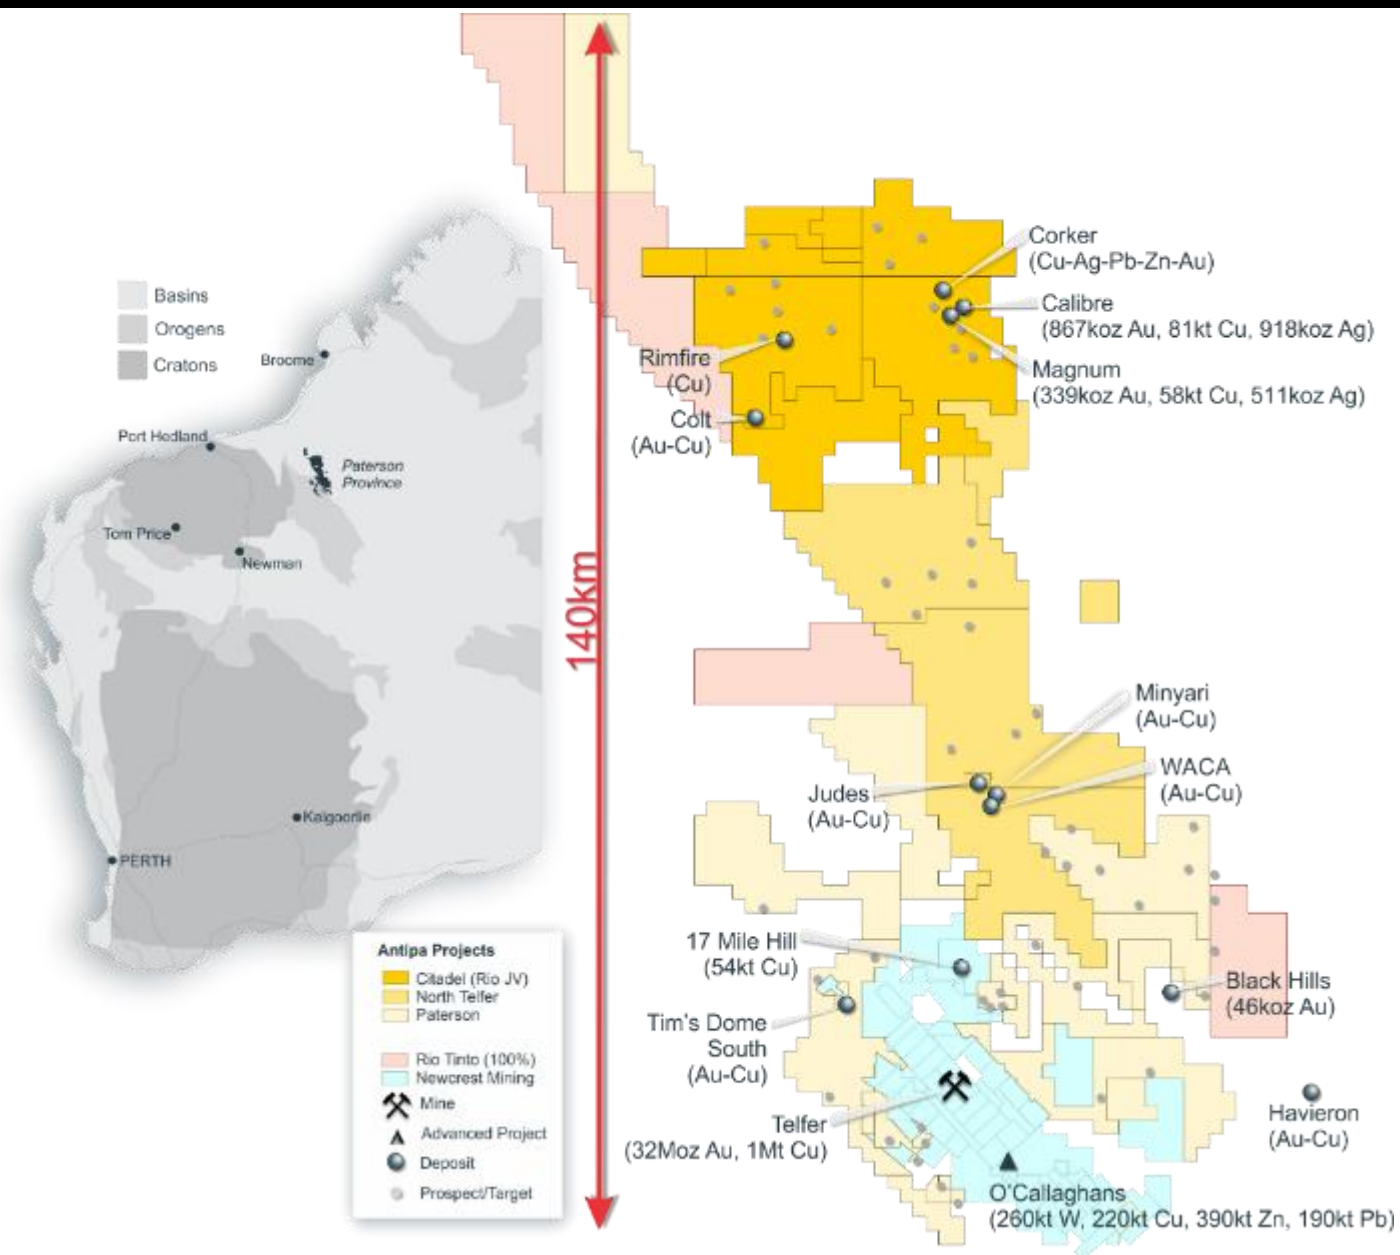 Basins
Orogens
Cratons
Broome
Port Hedland
Paterson
Province
Tom Price
Newman
Kalgoorlie
PERTH
140km
Corker
(Cu-Ag-Pb-Zn-Au)
Calibre
(867koz Au, 81kt Cu, 918koz Ag)
Magnum
(339koz Au, 58kt Cu, 511koz Ag)
Rimfire
(Cu)
Colt
(Au-Cu)
Minyari
(Au-Cu)
WACA
(Au-Cu)
Judes
(Au-Cu)
17 Mile Hill
(54kt Cu)
Black Hills
(46koz Au)
Tim's Dome
South
(Au-Cu)
Telfer
(32Moz Au, 1Mt Cu)
Havieron
(Au-Cu)
O'Callaghans
(260kt W, 220kt Cu, 390kt Zn, 190kt Pb)
Antipa Projects
Citadel (Rio JV)
North Telfer
Paterson
Rio Tinto (100%)
Newcrest Mining
Mine
Advanced Project
Deposit
Prospect/Target